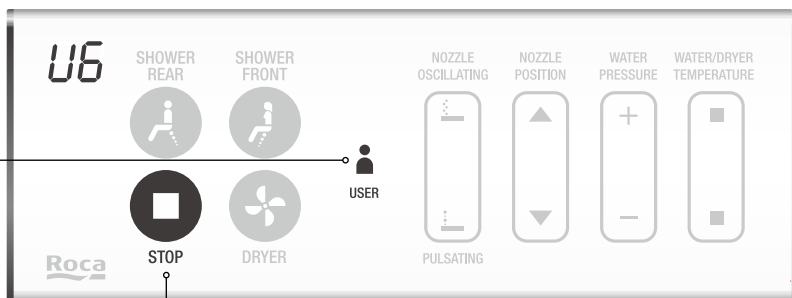 U6
SHOWER
REAR
SHOWER
FRONT
NOZZLE
OSCILLATING
NOZZLE
POSITION
WATER
PRESSURE
WATER/DRYER
TEMPERATURE
USER
STOP
DRYER
PULSATING
Roca